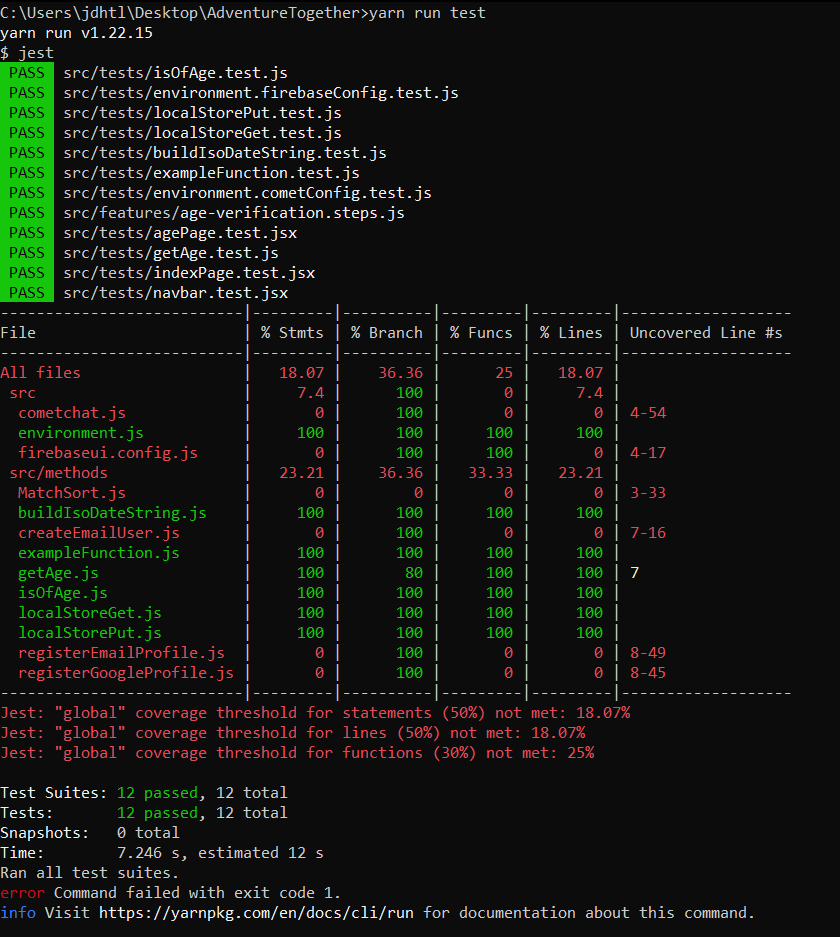 C:\Users\jdhtl\Desktop\AdventureTogether>yarn run test
yarn run v1.22.15
$ jest
PASS src/tests/isOfAge.test.js
PASS src/tests/environment.firebaseConfig.test.js
PASS src/tests/localStorePut.test.js
PASS src/tests/localStoreGet.test.js
PASS src/tests/buildIsoDateString.test.js
PASS src/tests/exampleFunction.test.js
PASS src/tests/environment.cometConfig.test.js
PASS src/features/age-verification.steps.js
PASS src/tests/agePage.test.jsx
PASS src/tests/getAge.test.js
PASS src/tests/indexPage.test.jsx
PASS src/tests/navbar.test.jsx
---------------------------|---------|----------|---------|---------|-------------------
File                       | % Stmts | % Branch | % Funcs | % Lines | Uncovered Line #s
---------------------------|---------|----------|---------|---------|-------------------
All files                  |   18.07 |    36.36 |      25 |   18.07 |
 src                       |     7.4 |      100 |       0 |     7.4 |
  cometchat.js             |       0 |      100 |       0 |       0 | 4-54
  environment.js           |     100 |      100 |     100 |     100 |
  firebaseui.config.js     |       0 |      100 |     100 |       0 | 4-17
 src/methods               |   23.21 |    36.36 |   33.33 |   23.21 |
  MatchSort.js             |       0 |        0 |       0 |       0 | 3-33
  buildIsoDateString.js    |     100 |      100 |     100 |     100 |
  createEmailUser.js       |       0 |      100 |       0 |       0 | 7-16
  exampleFunction.js       |     100 |      100 |     100 |     100 |
  getAge.js                |     100 |       80 |     100 |     100 | 7
  isOfAge.js               |     100 |      100 |     100 |     100 |
  localStoreGet.js         |     100 |      100 |     100 |     100 |
  localStorePut.js         |     100 |      100 |     100 |     100 |
  registerEmailProfile.js  |       0 |      100 |       0 |       0 | 8-49
  registerGoogleProfile.js |       0 |      100 |       0 |       0 | 8-45
---------------------------|---------|----------|---------|---------|-------------------
Jest: "global" coverage threshold for statements (50%) not met: 18.07%
Jest: "global" coverage threshold for lines (50%) not met: 18.07%
Jest: "global" coverage threshold for functions (30%) not met: 25%
Test Suites: 12 passed, 12 total
Tests:       12 passed, 12 total
Snapshots:   0 total
Time:        7.246 s, estimated 12 s
Ran all test suites.
error Command failed with exit code 1.
info Visit https://yarnpkg.com/en/docs/cli/run for documentation about this command.